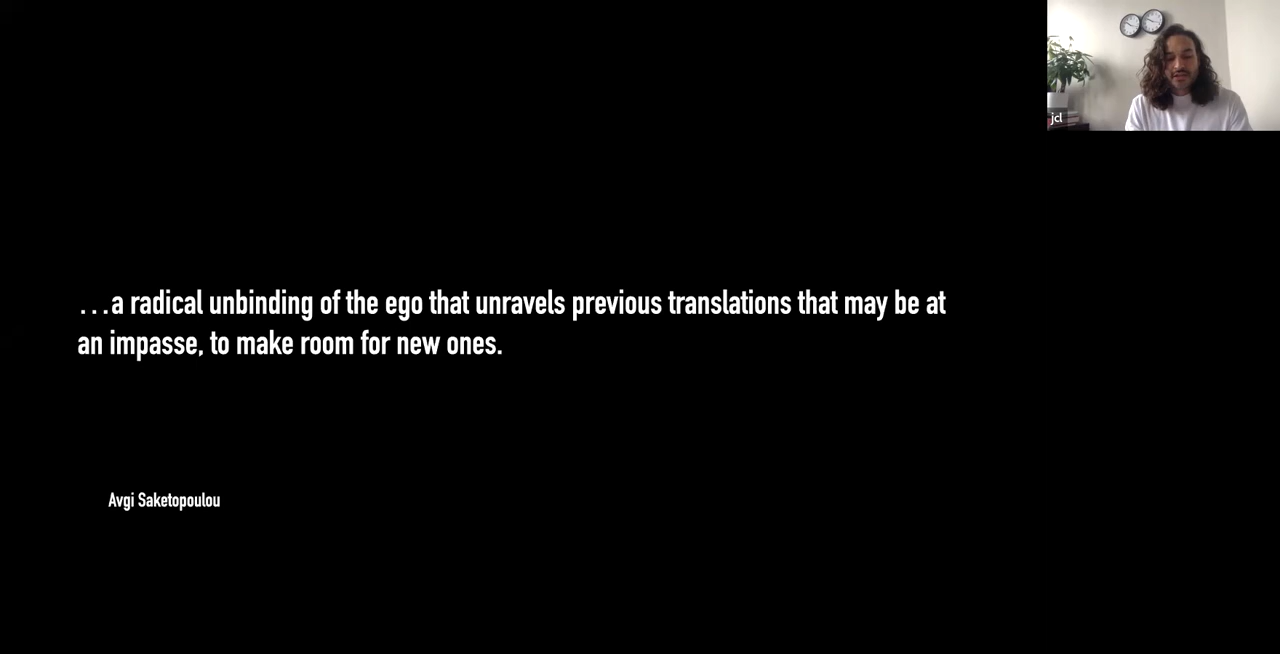 jcl
...a radical unbinding of the ego that unravels previous translations that may be at
an impasse, to make room for new ones.
Avgi Saketopoulou